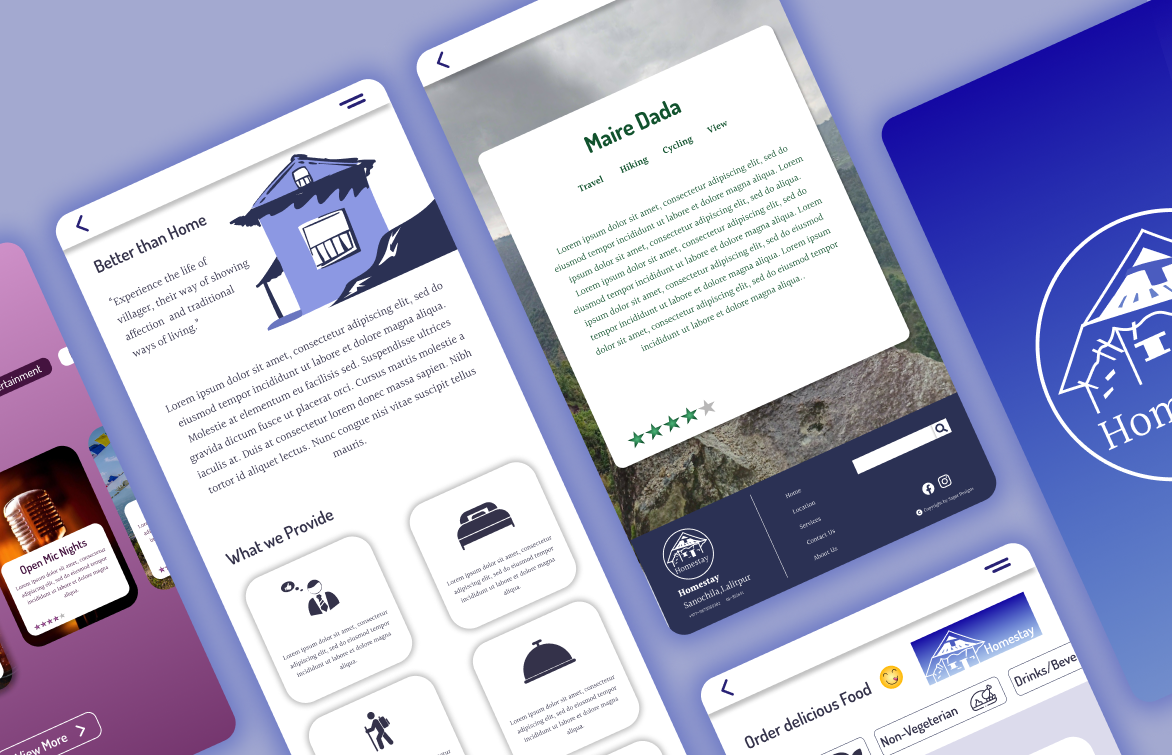 ertainment
Open Mic Nights
Lorem ipsum dolor sit amet, consectetur
adipiscing elit, sed do eiusmod tempor
incididunt ut labore et dolore magna
aliqua.
View More
Better than Home
“Experience the life of
villager, their way of showing
affection and traditional
ways of living.”
Lorem ipsum dolor sit amet, consectetur adipiscing elit, sed do
eiusmod tempor incididunt ut labore et dolore magna aliqua.
Molestie at elementum eu facilisis sed. Suspendisse ultrices
gravida dictum fusce ut placerat orci. Cursus mattis molestie a
iaculis at. Duis at consectetur lorem donec massa sapien. Nibh
tortor id aliquet lectus. Nunc congue nisi vitae suscipit tellus
mauris.
What we Provide
Lorem ipsum dolor sit amet, consectetur
adipiscing elit, sed do eiusmod tempor
incididunt ut labore et dolore magna
aliqua.
Lorem ipsum dolor sit amet, consectetur
adipiscing elit, sed do eiusmod tempor
incididunt ut labore et dolore magna
aliqua.
Lorem ipsum dolor sit amet, consectetur
adipiscing elit, sed do eiusmod tempor
incididunt ut labore et dolore magna
aliqua.
Maire Dada
Travel Hiking Cycling View
Lorem ipsum dolor sit amet, consectetur adipiscing elit, sed do
eiusmod tempor incididunt ut labore et dolore magna aliqua. Lorem
ipsum dolor sit amet, consectetur adipiscing elit, sed do aliqua.
Lorem ipsum dolor sit amet, consectetur adipiscing elit, sed do
eiusmod tempor incididunt ut labore et dolore magna aliqua. Lorem
ipsum dolor sit amet, consectetur adipiscing elit, sed do eiusmod
tempor incididunt ut labore et dolore magna aliqua. Lorem ipsum
dolor sit amet, consectetur adipiscing elit, sed do eiusmod tempor
incididunt ut labore et dolore magna aliqua..
Homestay
Homestay
Sanochila,Lalitpur
Home
Location
Services
Contact Us
About Us
Copyright by Sagar Designs
Order delicious Food
Homestay
Non-Vegeterian
Drinks/Beve
Hom